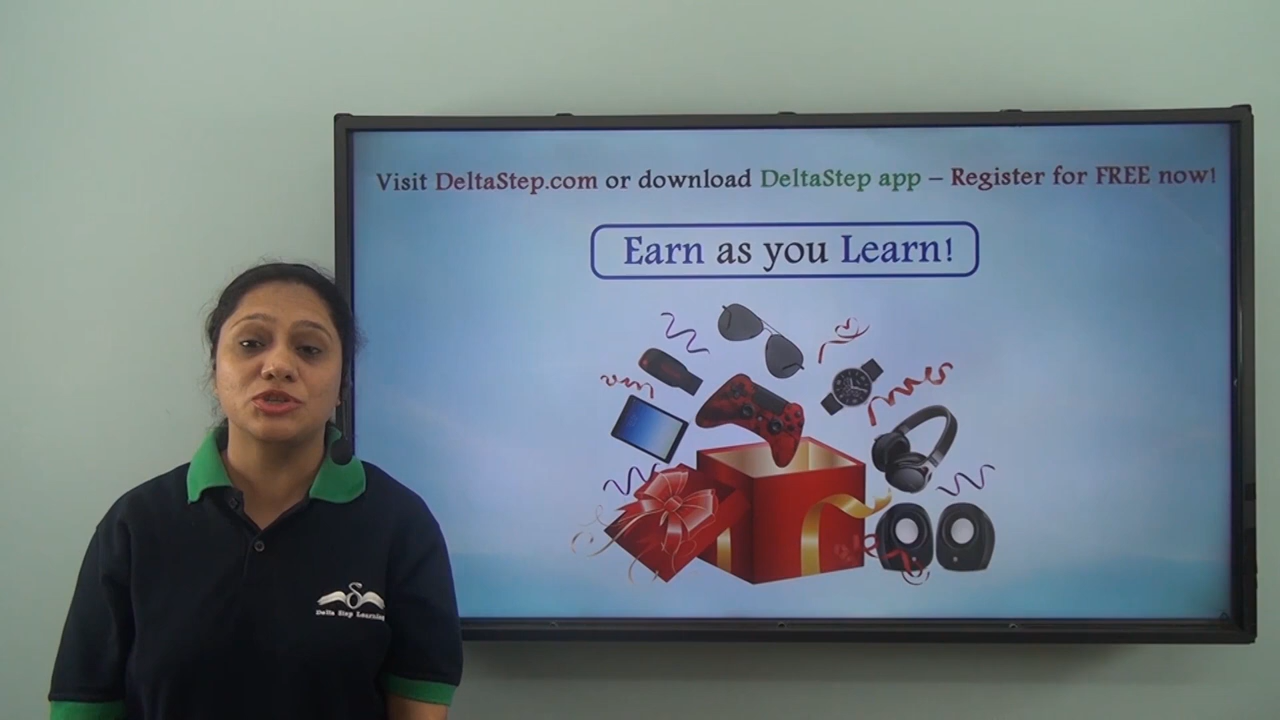 Visit DeltaStep.com or download DeltaStep app – Register for FREE now!
Earn as you Learn!
Delta Step Learning